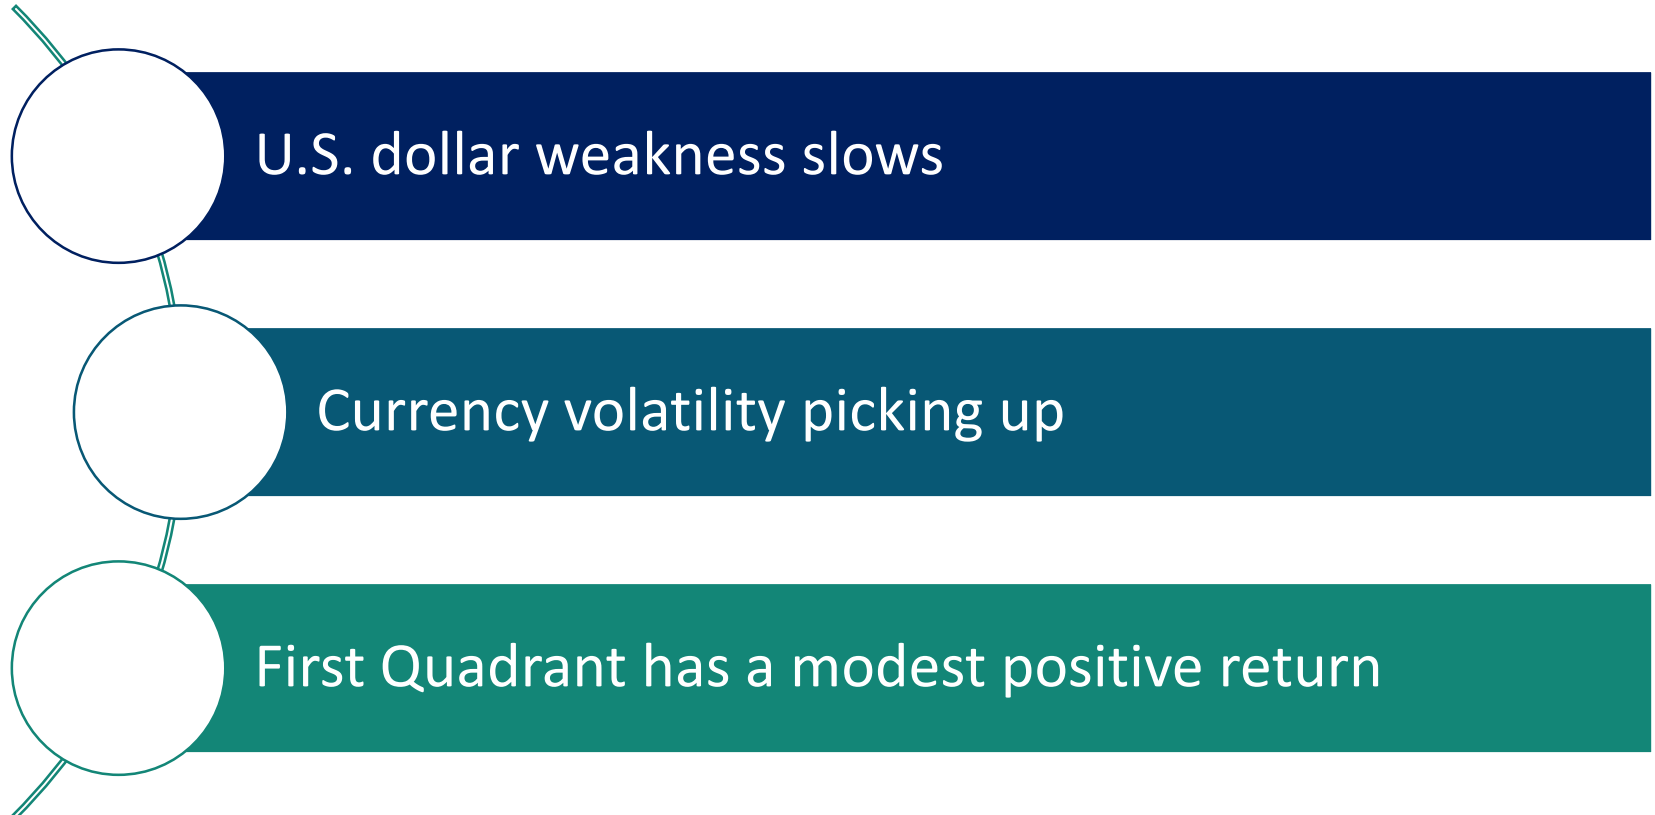 U.S. dollar weakness slows
Currency volatility picking up
First Quadrant has a modest positive return